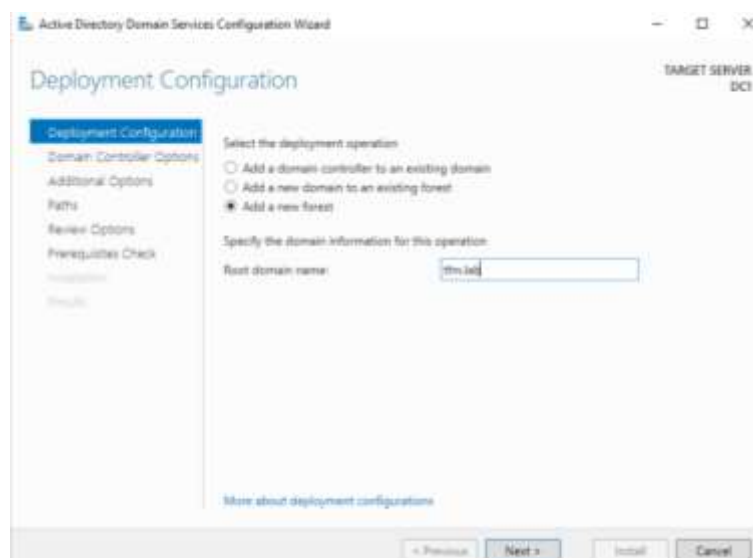 Active Directory Domain Services Configuration Wizard
Deployment Configuration
TARGET SERVER
DC1
Deployment Configuration
Domain Controller Options
Additional Options
Paths
Review Options
Prerequisites Check
Installation
Results
Select the deployment operation
Add a domain controller to an existing domain
Add a new domain to an existing forest
Add a new forest
Specify the domain information for this operation
Root domain name:
More about deployment configurations
< Previous
Next >
Install
Cancel